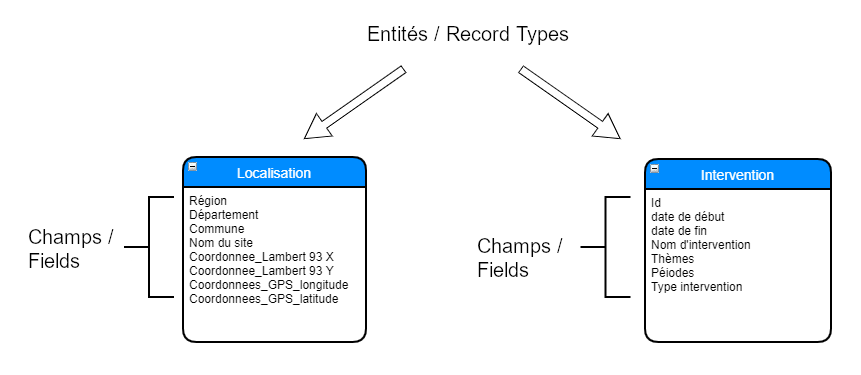 Entités / Record Types
Localisation
Région
Département
Commune
Nom du site
Coordonnee_Lambert 93 X
Coordonnee_Lambert 93 Y
Coordonnees_GPS_longitude
Coordonnees_GPS_latitude
Champs /
Fields
Intervention
Id
date de début
date de fin
Nom d'intervention
Thèmes
Péiodes
Type intervention
Champs /
Fields